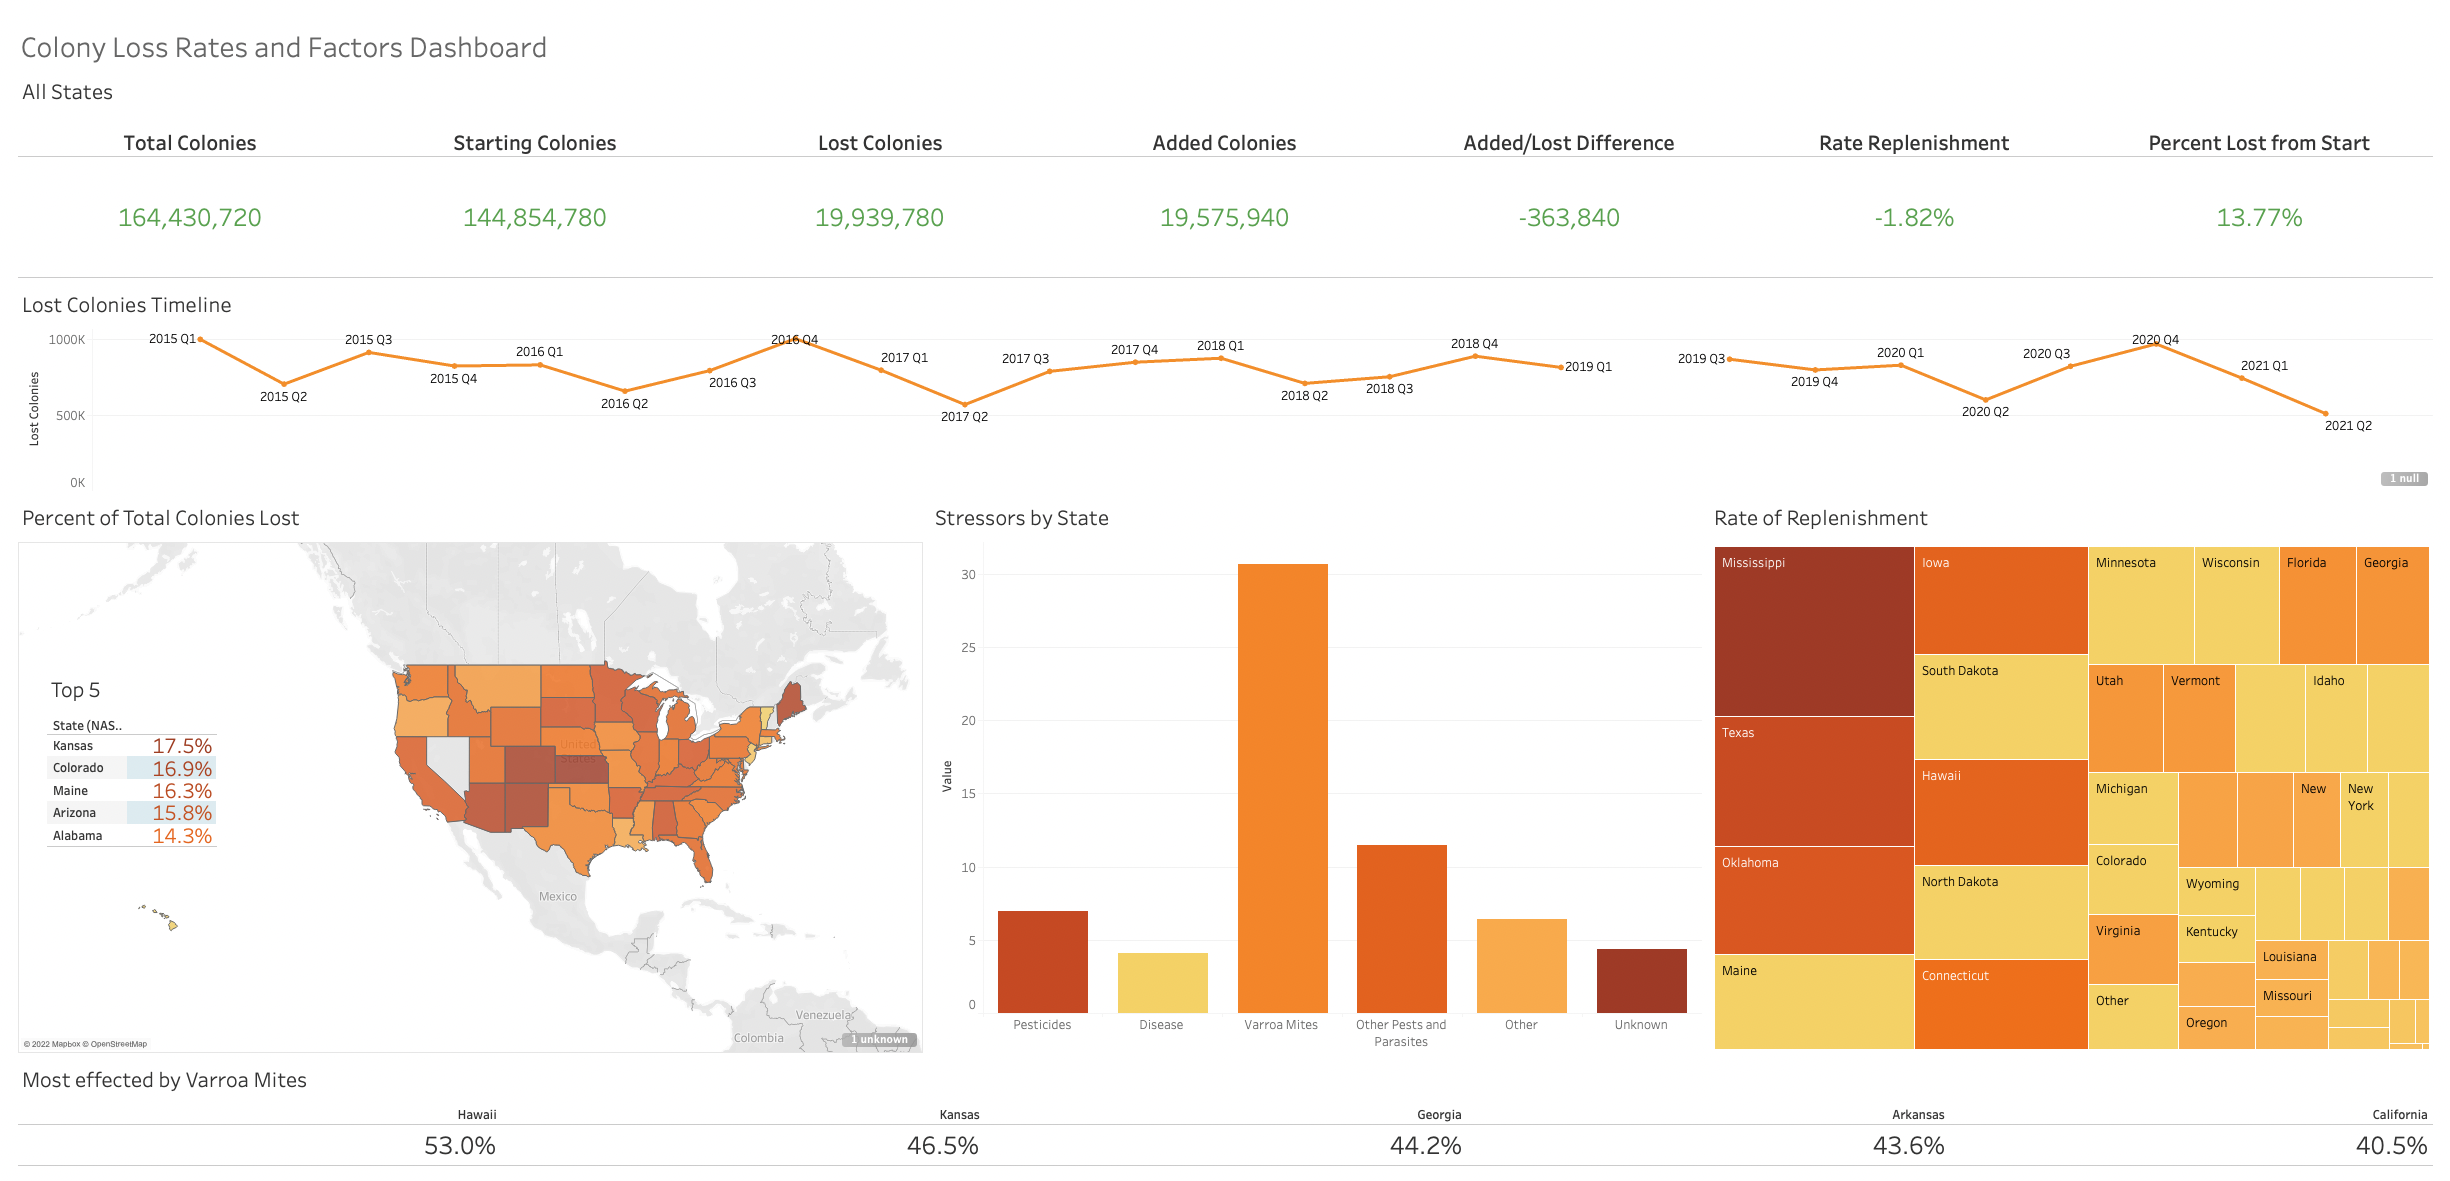 Colony Loss Rates and Factors Dashboard
All States
Total Colonies Starting Colonies Lost Colonies Added Colonies Added/Lost Difference Rate Replenishment Percent Lost from Start
164,430,720 144,854,780 19,939,780 19,575,940 -363,840 -1.82% 13.77%
Lost Colonies Timeline
Lost Colonies
1000K
500K
0K
2015 Q1
2015 Q2
2015 Q3
2015 Q4
2016 Q1
2016 Q2
2016 Q3
2016 Q4
2017 Q1
2017 Q2
2017 Q3
2017 Q4
2018 Q1
2018 Q2
2018 Q3
2018 Q4
2019 Q1
2019 Q3
2019 Q4
2020 Q1
2020 Q2
2020 Q3
2020 Q4
2021 Q1
2021 Q2
1 null
Percent of Total Colonies Lost
Top 5
State (NAS..
Kansas 17.5%
Colorado 16.9%
Maine 16.3%
Arizona 15.8%
Alabama 14.3%
United
States
Mexico
Venezuela
Colombia
1 unknown
© 2022 Mapbox © OpenStreetMap
Stressors by State
Value
30
25
20
15
10
5
0
Pesticides
Disease
Varroa Mites
Other Pests and
Parasites
Other
Unknown
Rate of Replenishment
Mississippi
Texas
Oklahoma
Maine
Iowa
South Dakota
Hawaii
North Dakota
Connecticut
Minnesota
Wisconsin
Florida
Georgia
Utah
Vermont
Idaho
Michigan
Colorado
Virginia
Other
New
New
York
Wyoming
Kentucky
Oregon
Louisiana
Missouri
Most effected by Varroa Mites
Hawaii Kansas Georgia Arkansas California
53.0% 46.5% 44.2% 43.6% 40.5%